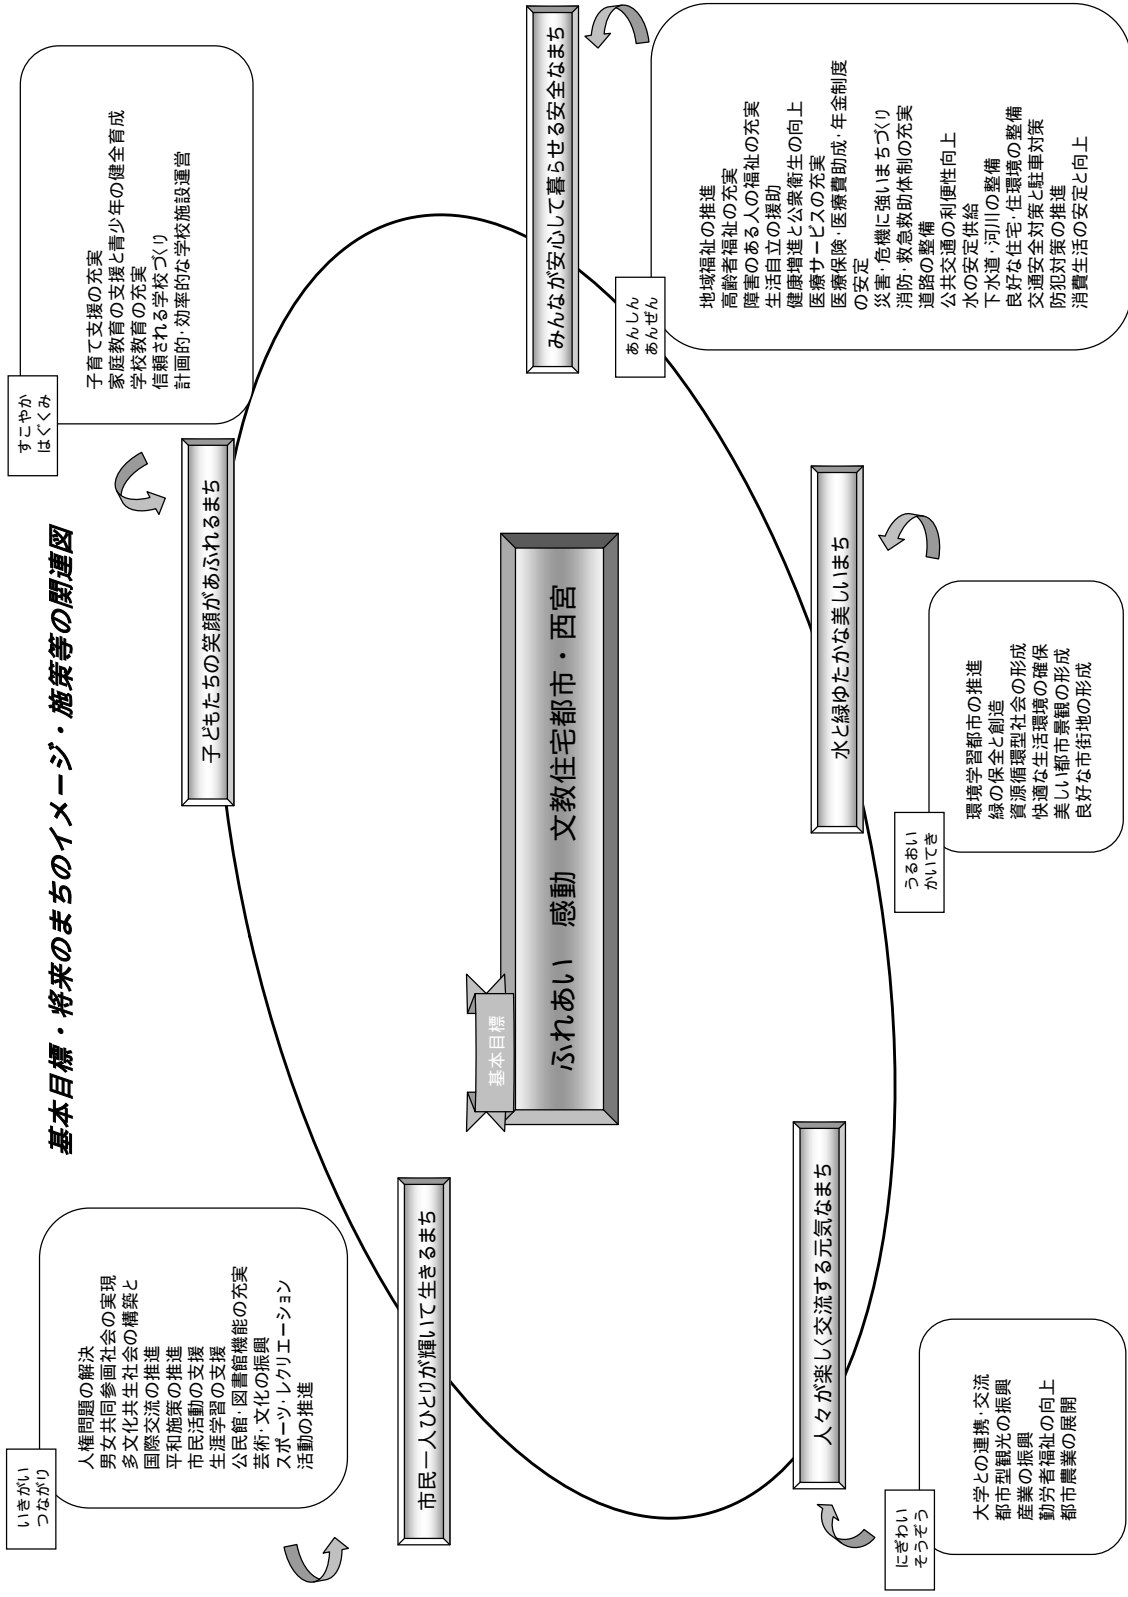 基本目標・将来のまちのイメージ・施策等の関連図
いきがい
つながり
人権問題の解決
男女共同参画社会の実現
多文化共生社会の構築と
国際交流の推進
平和施策の推進
市民活動の支援
生涯学習の支援
公民館・図書館機能の充実
芸術・文化の振興
スポーツ・レクリエーション
活動の推進
市民一人ひとりが輝いて生きるまち
すこやか
はぐくみ
子育て支援の充実
家庭教育の支援と青少年の健全育成
学校教育の充実
信頼される学校づくり
計画的・効率的な学校施設運営
子どもたちの笑顔があふれるまち
基本目標
ふれあい 感動 文教住宅都市・西宮
みんなが安心して暮らせる安全なまち
あんしん
あんぜん
地域福祉の推進
高齢者福祉の充実
障害のある人の福祉の充実
生活自立の援助
健康増進と公衆衛生の向上
医療サービスの充実
医療保険・医療費助成・年金制度
の安定
災害・危機に強いまちづくり
消防・救急救助体制の充実
道路の整備
公共交通の利便性向上
水の安定供給
下水道・河川の整備
良好な住宅・住環境の整備
交通安全対策と駐車対策
防犯対策の推進
消費生活の安定と向上
人々が楽しく交流する元気なまち
にぎわい
そうぞう
大学との連携・交流
都市型観光の振興
産業の振興
勤労者福祉の向上
都市農業の展開
水と緑ゆたかな美しいまち
うるおい
かいてき
環境学習都市の推進
緑の保全と創造
資源循環型社会の形成
快適な生活環境の確保
美しい都市景観の形成
良好な市街地の形成